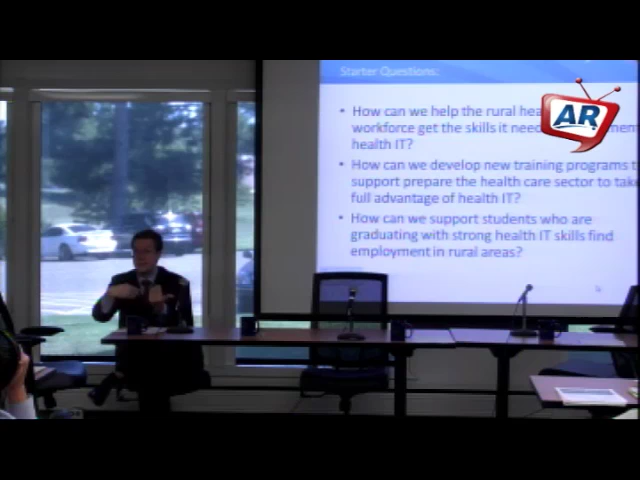 Starter Questions:
AR
• How can we help the rural
workforce get the skills it
health IT?
• How can we develop new training programs
support prepare the health care sector to take
full advantage of health IT?
• How can we support students who are
graduating with strong health IT skills find
employment in rural areas?